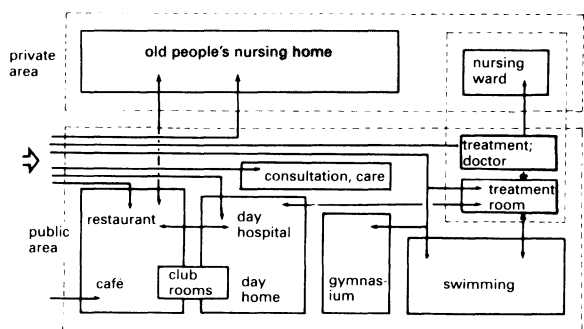 private
area
old people's nursing home
nursing
ward
treatment;
doctor
consultation, care
treatment
room
public
area
restaurant
day
hospital
café
club
rooms
day
home
gymnas-
ium
swimming